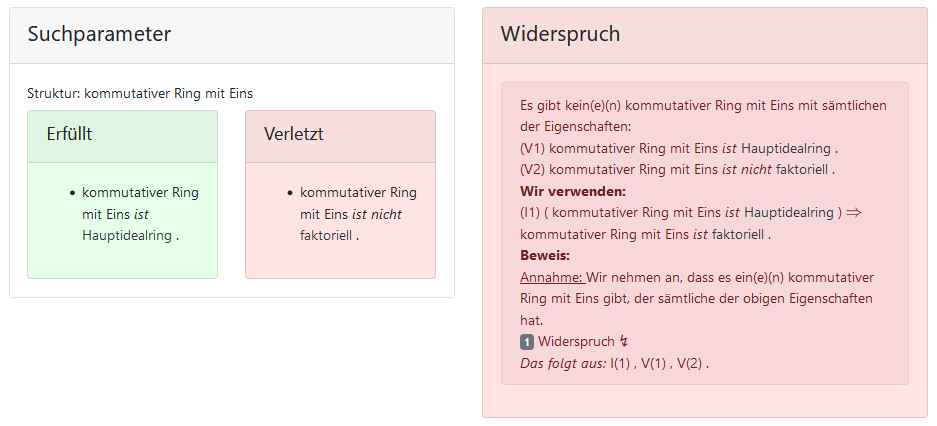 Suchparameter
Struktur: kommutativer Ring mit Eins
Erfüllt
• kommutativer Ring
mit Eins ist
Hauptidealring .
Verletzt
• kommutativer Ring
mit Eins ist nicht
faktoriell .
Widerspruch
Es gibt kein(e)(n) kommutativer Ring mit Eins mit sämtlichen
der Eigenschaften:
(V1) kommutativer Ring mit Eins ist Hauptidealring .
(V2) kommutativer Ring mit Eins ist nicht faktoriell .
Wir verwenden:
(I1) ( kommutativer Ring mit Eins ist Hauptidealring ) ⇒
kommutativer Ring mit Eins ist faktoriell .
Beweis:
Annahme: Wir nehmen an, dass es ein(e)(n) kommutativer
Ring mit Eins gibt, der sämtliche der obigen Eigenschaften
hat.
1 Widerspruch ↯
Das folgt aus: I(1) , V(1) , V(2) .